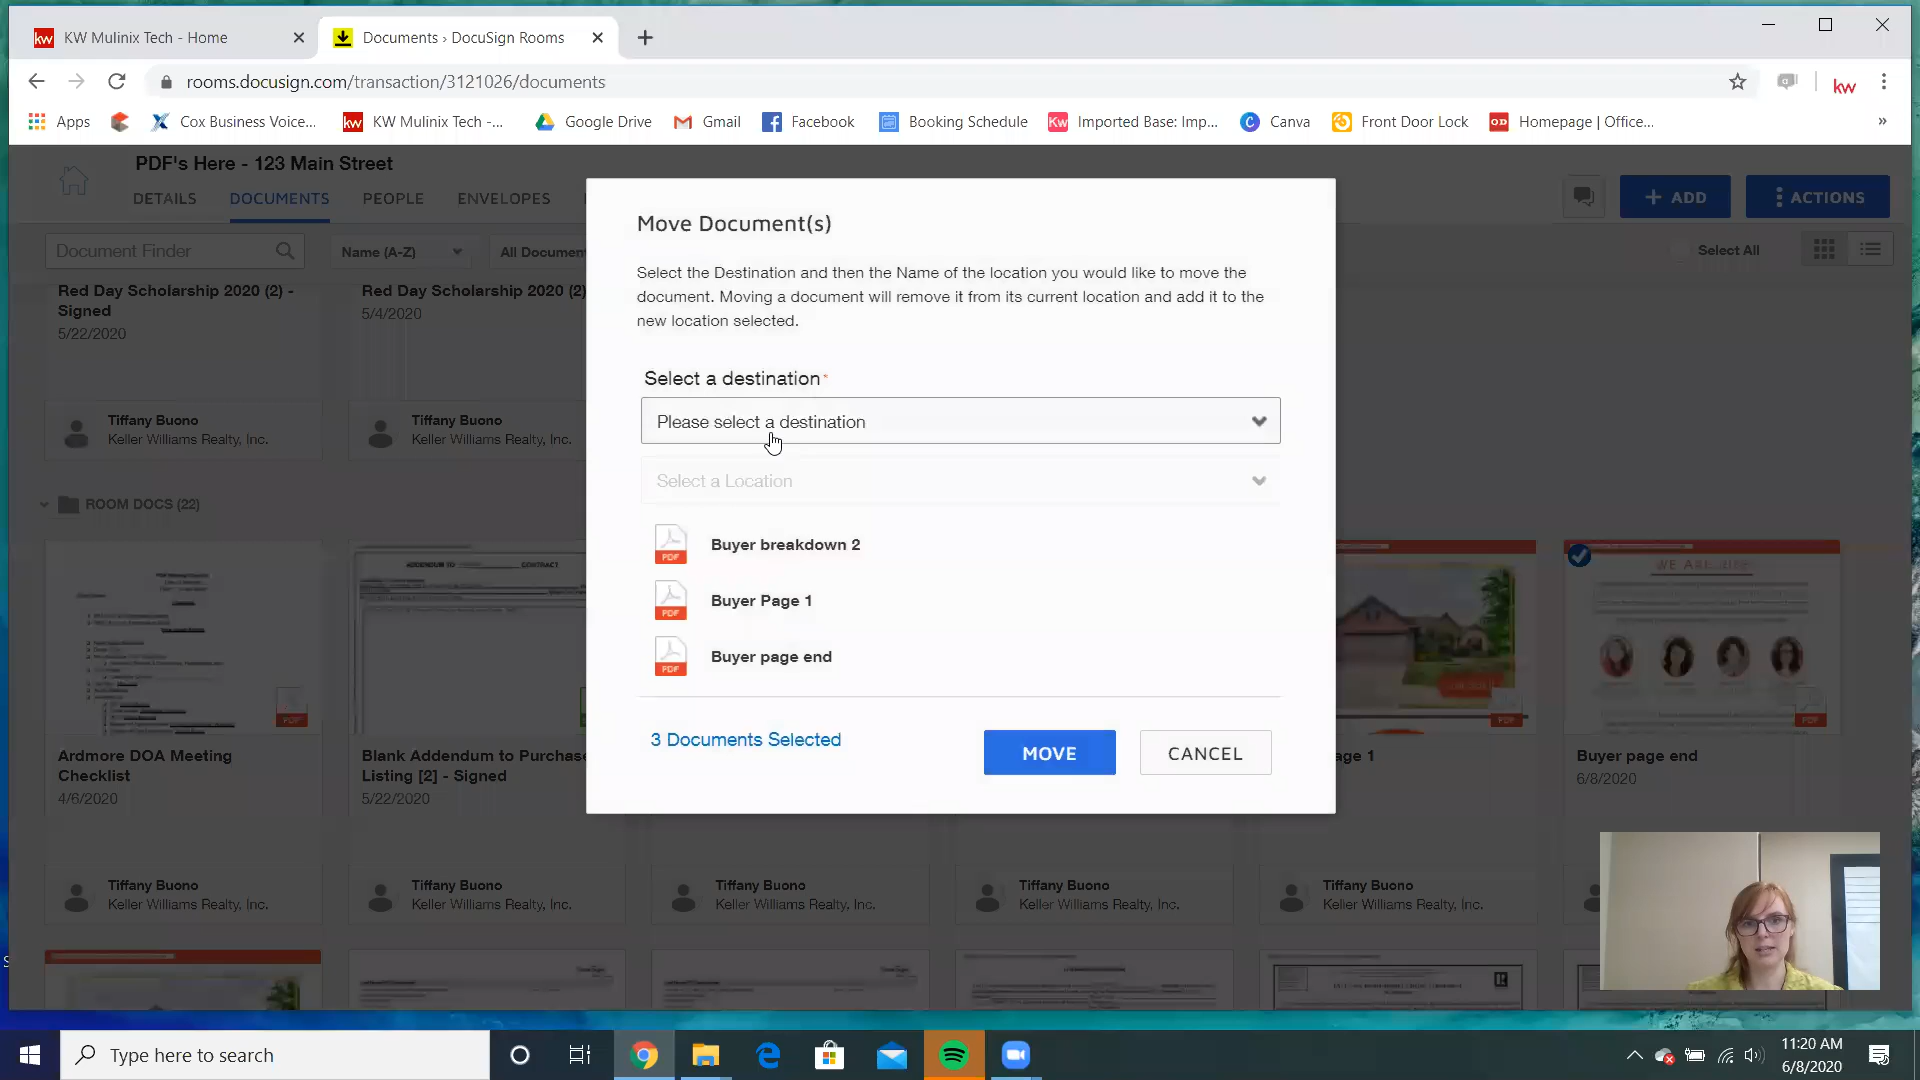 KW Mulinix Tech - Home
Documents › DocuSign Rooms
rooms.docusign.com/transaction/3121026/documents
Apps
Cox Business Voice...
KW Mulinix Tech -...
Google Drive
Gmail
Facebook
Booking Schedule
Imported Base: Imp...
Canva
Front Door Lock
Homepage | Office...
»
PDF's Here - 123 Main Street
DETAILS
DOCUMENTS
PEOPLE
ENVELOPES
+ ADD
ACTIONS
Document Finder
Name (A-Z)
All Documen
Select All
Red Day Scholarship 2020 (2) -
Signed
5/22/2020
Red Day Scholarship 2020 (2)
5/4/2020
Tiffany Buono
Keller Williams Realty, Inc.
Tiffany Buono
Keller Williams Realty, Inc.
ROOM DOCS (22)
Move Document(s)
Select the Destination and then the Name of the location you would like to move the
document. Moving a document will remove it from its current location and add it to the
new location selected.
Select a destination*
Please select a destination
Select a Location
PDF
Buyer breakdown 2
PDF
Buyer Page 1
PDF
Buyer page end
3 Documents Selected
MOVE
CANCEL
PDF
PDF
PDF
Ardmore DOA Meeting
Checklist
4/6/2020
Blank Addendum to Purchase
Listing [2] - Signed
5/22/2020
age 1
Buyer page end
6/8/2020
Tiffany Buono
Keller Williams Realty, Inc.
Tiffany Buono
Keller Williams Realty, Inc.
Tiffany Buono
Keller Williams Realty, Inc.
Tiffany Buono
Keller Williams Realty, Inc.
Tiffany Buono
Keller Williams Realty, Inc.
Type here to search
11:20 AM
6/8/2020